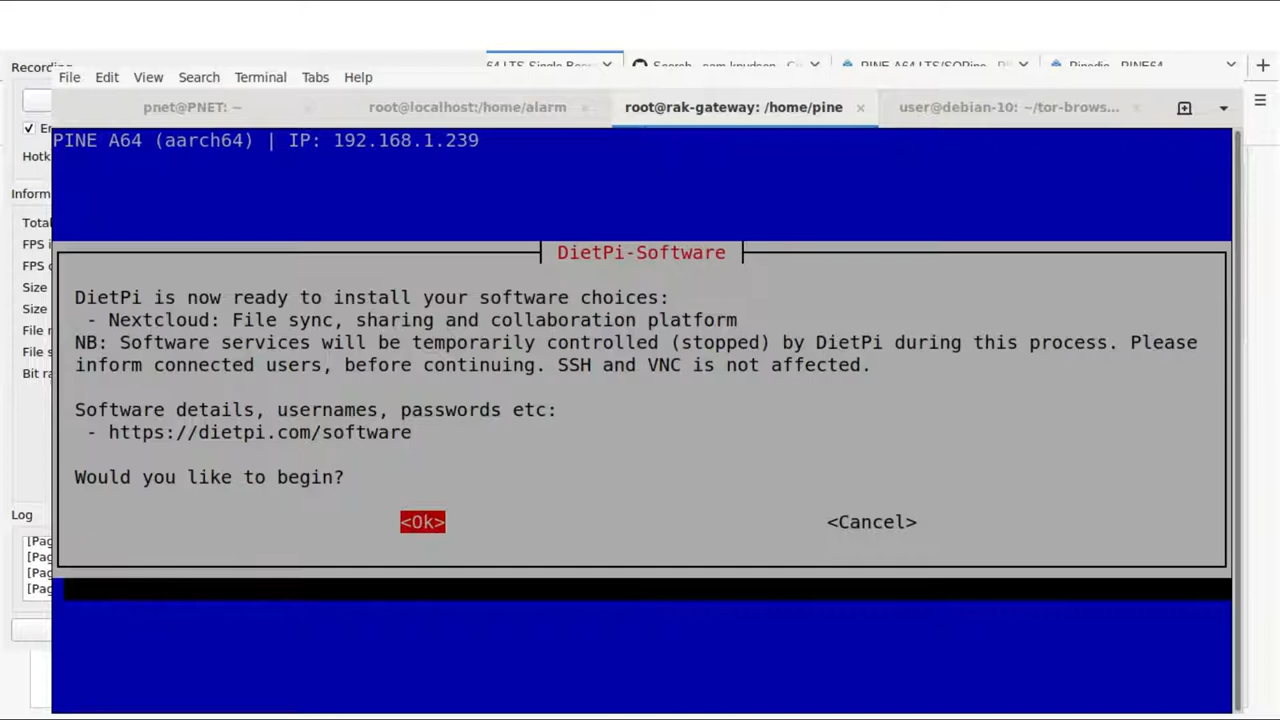 Recording
64 LTS Single Boa
Search · sam knudson · Co
PINE A64 LTS/SOPine
Pinedio - PINE64
File Edit View Search Terminal Tabs Help
pnet@PNET: ~
root@localhost:/home/alarm
root@rak-gateway: /home/pine
user@debian-10: ~/tor-brows...
PINE A64 (aarch64) | IP: 192.168.1.239
Hotk
Inform
Total
FPS i
FPS
Size
Size
File
File s
Bit ra
DietPi-Software
DietPi is now ready to install your software choices:
- Nextcloud: File sync, sharing and collaboration platform
NB: Software services will be temporarily controlled (stopped) by DietPi during this process. Please
inform connected users, before continuing. SSH and VNC is not affected.
Software details, usernames, passwords etc:
- https://dietpi.com/software
Would you like to begin?
<Ok> <Cancel>
Log
[Pag
[Pag
[Pag
[Pag